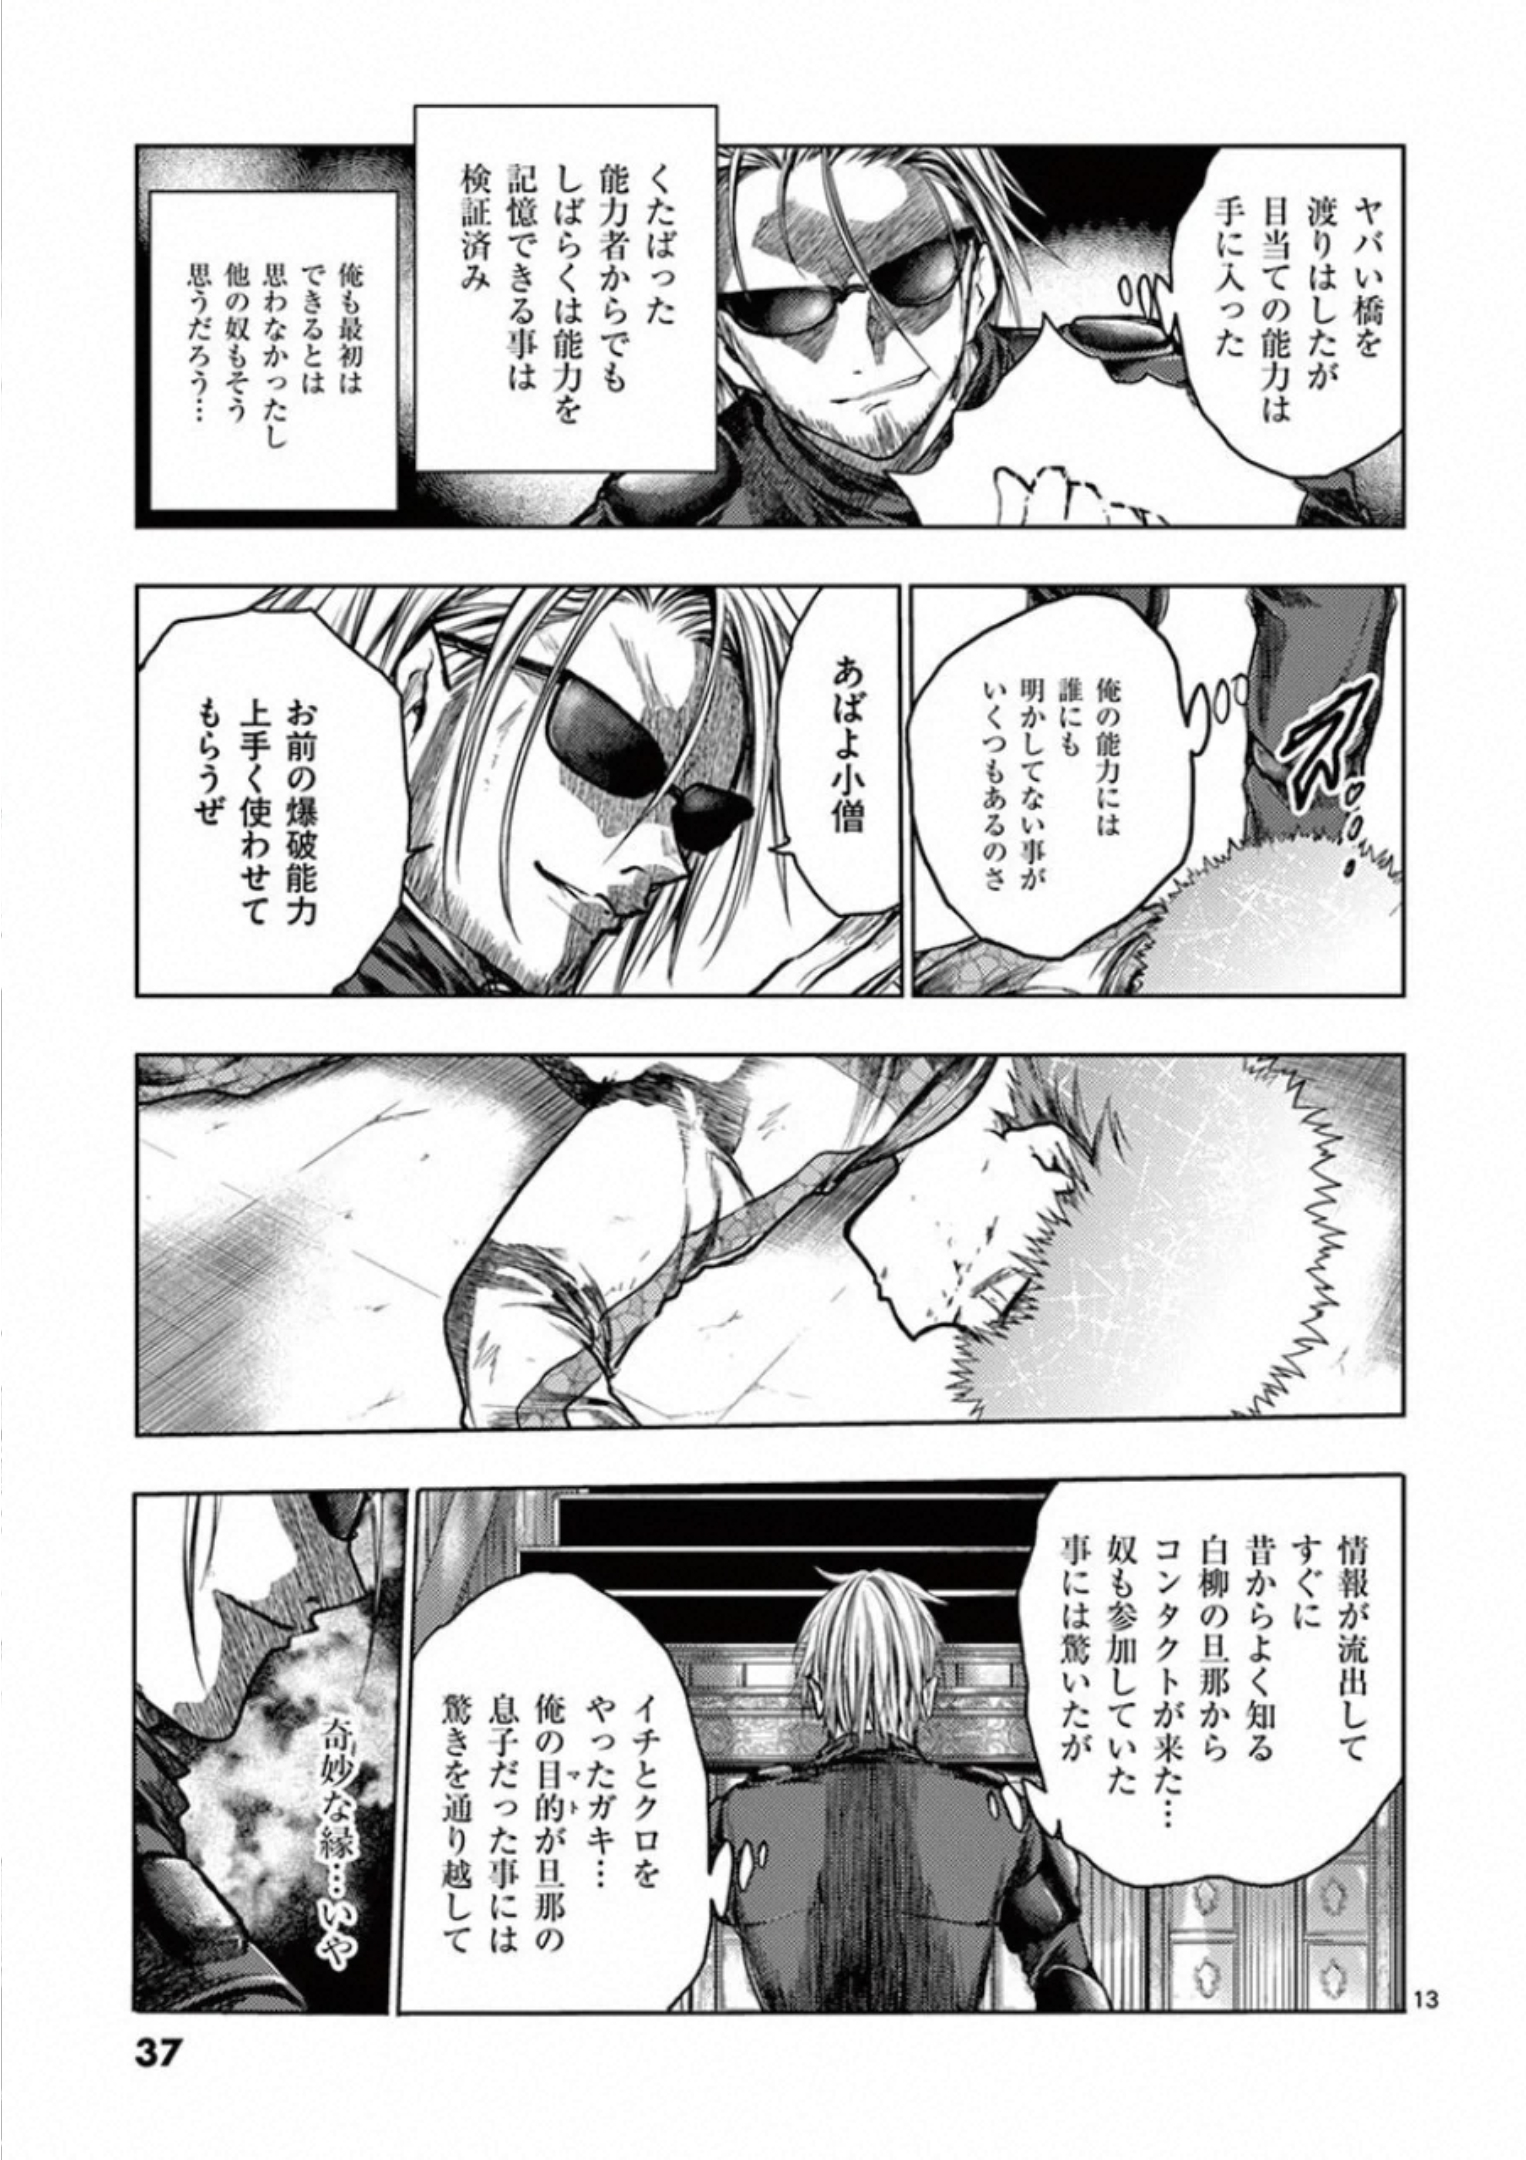 ヤバい橋を
渡りはしたが
目当ての能力は
手に入った
くたばった
能力者からでも
しばらくは能力を
記憶できる事は
検証済み
俺も最初は
できるとは
思わなかったし
他の奴もそう
思うだろう…
俺の能力には
誰にも
明かしてない事が
いくつもあるのさ
あばよ小僧
お前の爆破能力
上手く使わせて
もらうぜ
情報が流出して
すぐに
昔からよく知る
白柳の旦那から
コンタクトが来た…
奴も参加していた
事には驚いたが
イチとクロを
やったガキ…
俺の目的が旦那の
マト
息子だった事には
驚きを通り越して
奇妙な縁…いや
13
37